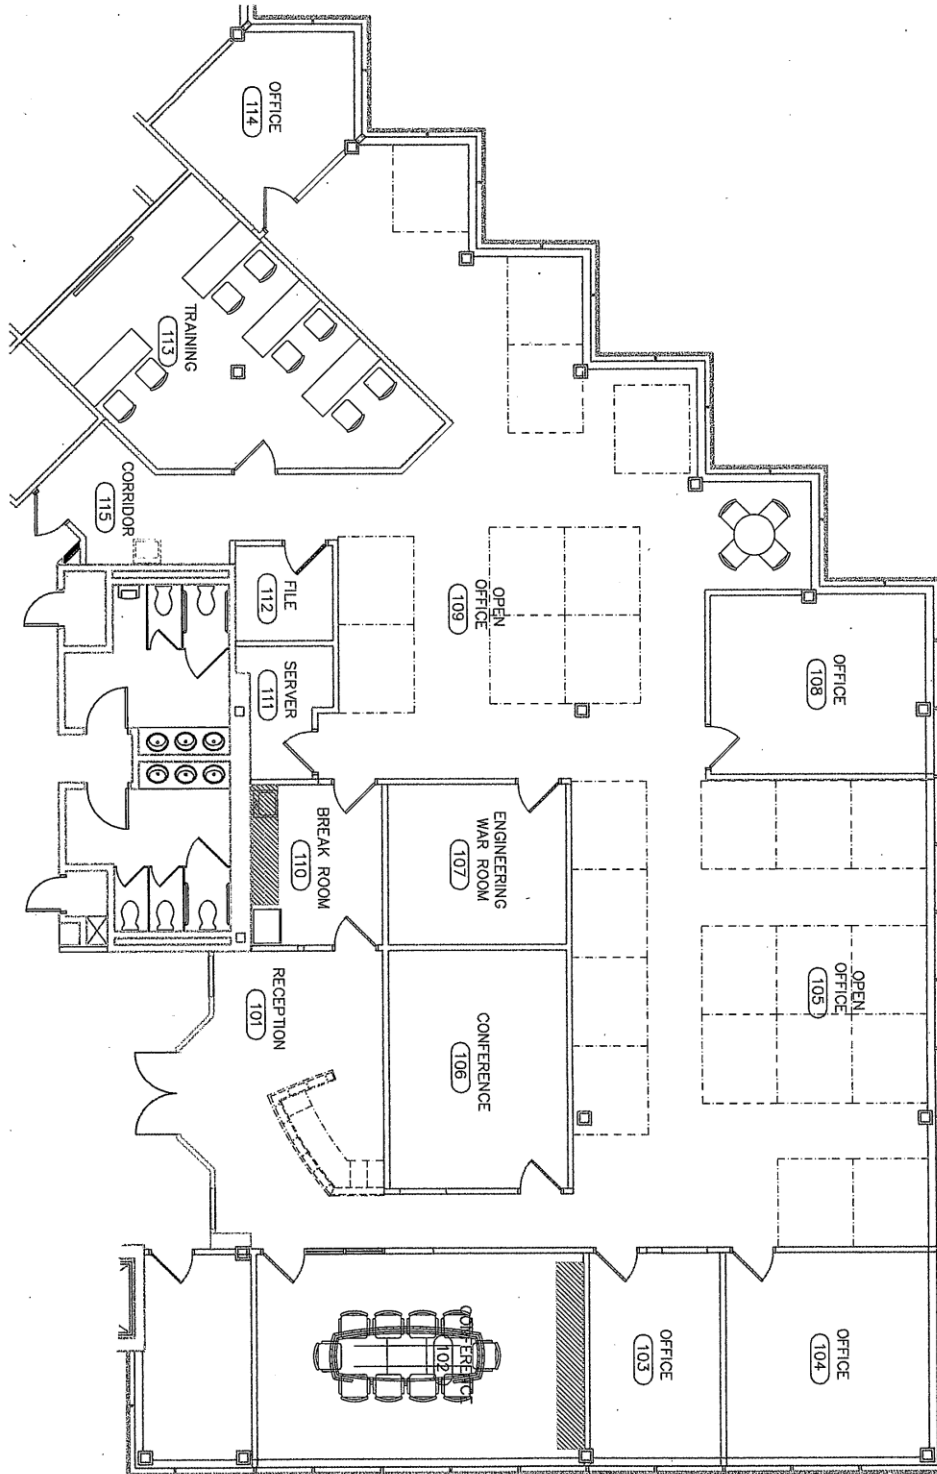 OFFICE
114
TRAINING
113
CORRIDOR
115
FILE
112
SERVER
111
OPEN
OFFICE
109
OFFICE
108
BREAK ROOM
110
ENGINEERING
WAR ROOM
107
OPEN
OFFICE
105
RECEPTION
101
CONFERENCE
106
CONFERENCE
102
OFFICE
103
OFFICE
104